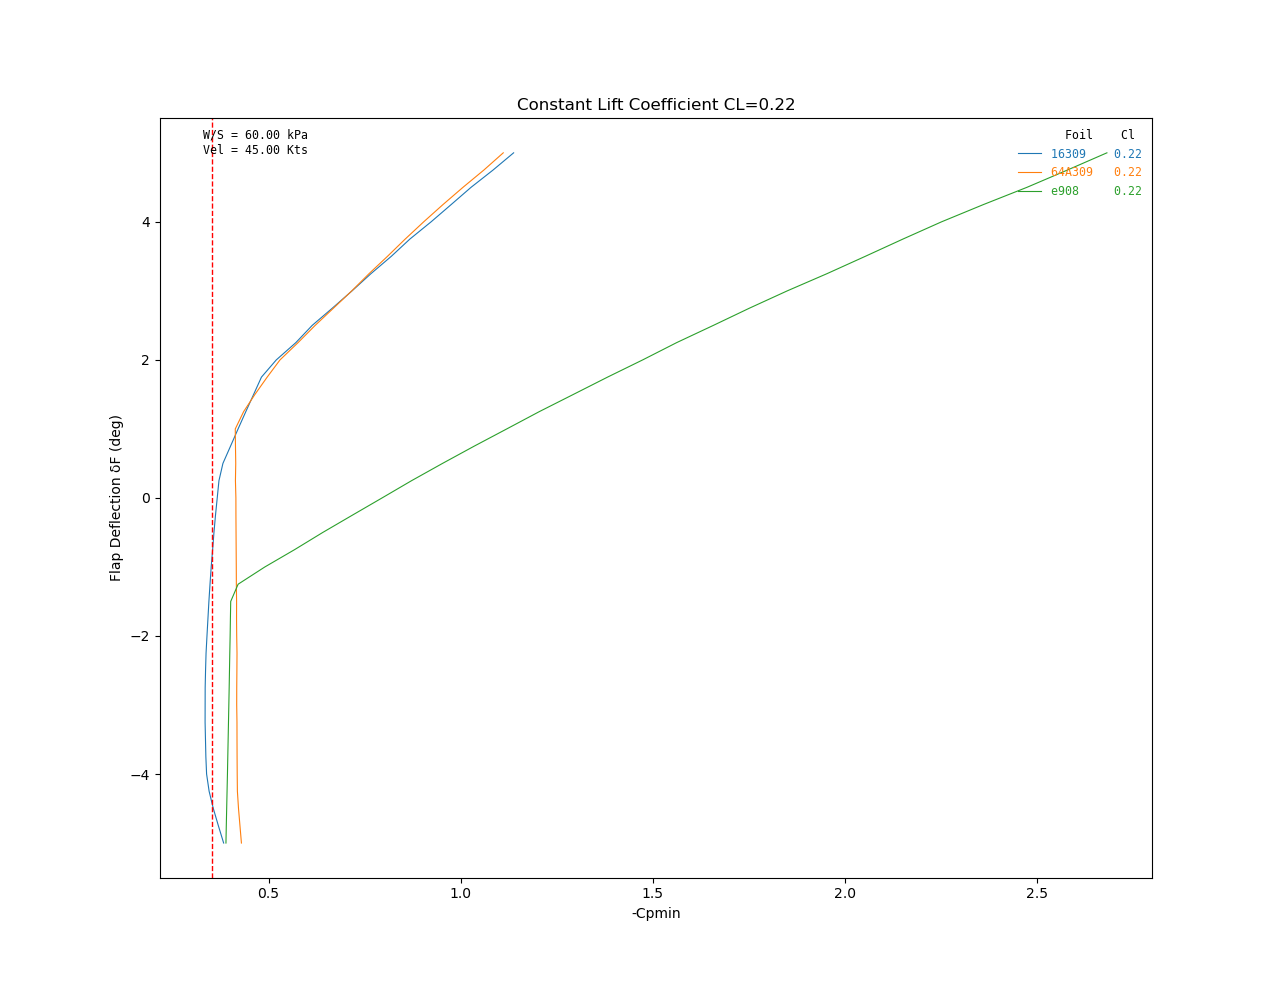 Constant Lift Coefficient CL=0.22
W/S = 60.00 kPa
Vel = 45.00 Kts
Foil Cl
16309 0.22
64A309 0.22
e908 0.22
4
2
0
−2
−4
Flap Deflection δF (deg)
0.5 1.0 1.5 2.0 2.5
-Cpmin